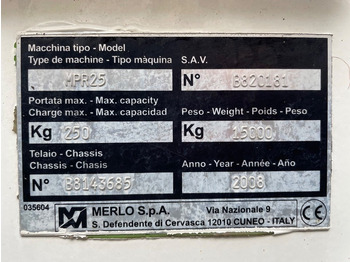 Macchina tipo - Model
Type de machine - Tipo màquina
S.A.V.
MPR25
N° B820181
Portata max. - Max. capacity
Charge max. - Max. capacidad
Peso - Weight - Poids - Peso
Kg 250
Kg 15000
Telaio - Chassis
Chassis - Chasis
Anno - Year - Année - Año
N° B8143685
2008
035604
MERLO S.p.A.
Via Nazionale 9
S. Defendente di Cervasca 12010 CUNEO - ITALY
CE